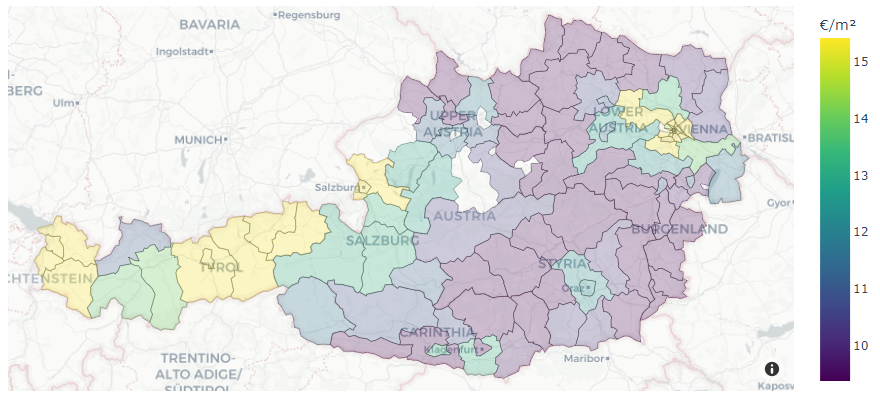 Regensburg
BAVARIA
€/m²
Ingolstadt
15
BERG
Ulm
UPPER
AUSTRIA
LOWER
AUSTRIA
14
VIENNA
MUNICH
BRATISL
13
Salzburg
Gyor
AUSTRIA
BURGENLAND
SALZBURG
12
CHTENSTEIN
TYROL
STYRIA
Graz
11
CARINTHIA
Klagenfurt
10
TRENTINO-
ALTO ADIGE/
SÜDTIROL
Maribor
i
Kaposv